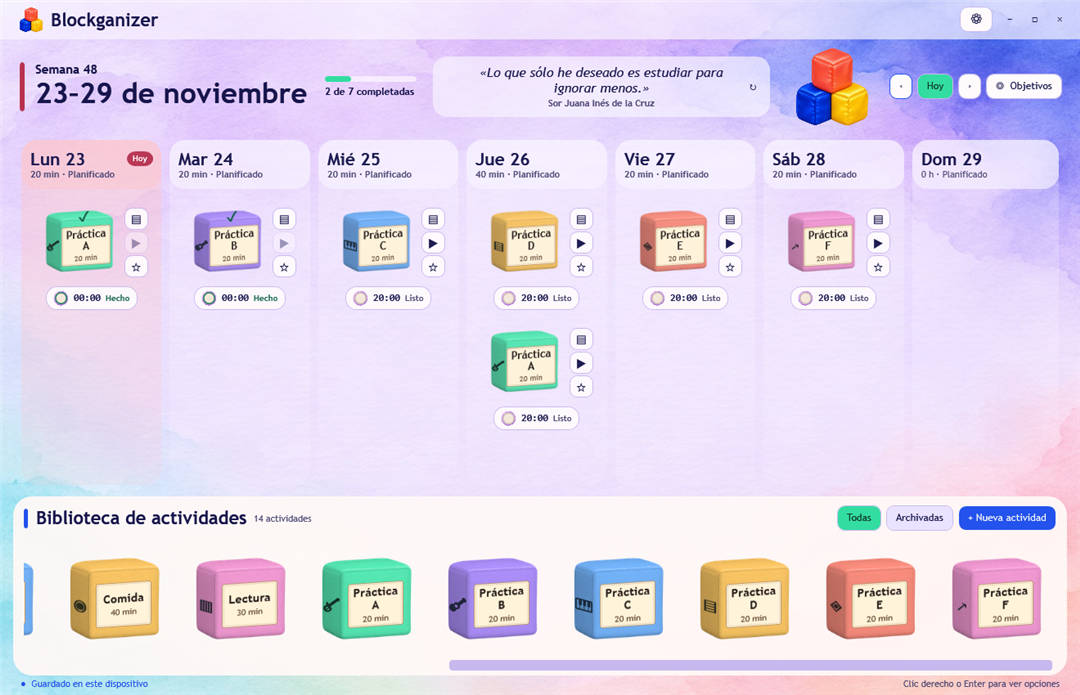 Blockganizer
Semana 48
23–29 de noviembre
2 de 7 completadas
«Lo que sólo he deseado es estudiar para
ignorar menos.»
Sor Juana Inés de la Cruz
Hoy
Objetivos
Lun 23
Hoy
20 min · Planificado
Mar 24
20 min · Planificado
Mié 25
20 min · Planificado
Jue 26
40 min · Planificado
Vie 27
20 min · Planificado
Sáb 28
20 min · Planificado
Dom 29
0 h · Planificado
Práctica
A
20 min
00:00 Hecho
Práctica
B
20 min
00:00 Hecho
Práctica
C
20 min
20:00 Listo
Práctica
D
20 min
20:00 Listo
Práctica
A
20 min
20:00 Listo
Práctica
E
20 min
20:00 Listo
Práctica
F
20 min
20:00 Listo
Biblioteca de actividades
14 actividades
Todas
Archivadas
+ Nueva actividad
Comida
40 min
Lectura
30 min
Práctica
A
20 min
Práctica
B
20 min
Práctica
C
20 min
Práctica
D
20 min
Práctica
E
20 min
Práctica
F
20 min
Guardado en este dispositivo
Clic derecho o Enter para ver opciones